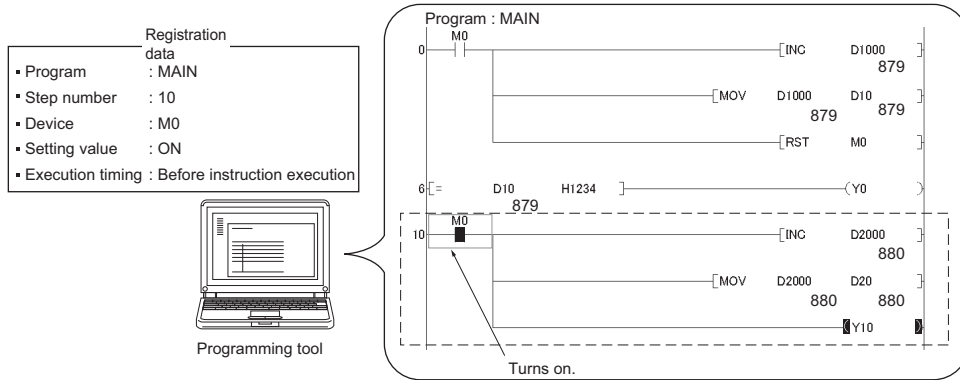 Registration
data
▪ Program : MAIN
▪ Step number : 10
▪ Device : M0
▪ Setting value : ON
▪ Execution timing : Before instruction execution
Programming tool
Program : MAIN
M0
0 [INC D1000 ]
879
[MOV D1000 D10 ]
879 879
[RST M0 ]
6 [= D10 H1234 ] (Y0 )
879
M0
10 [INC D2000 ]
880
[MOV D2000 D20 ]
880 880
(Y10 )
Turns on.